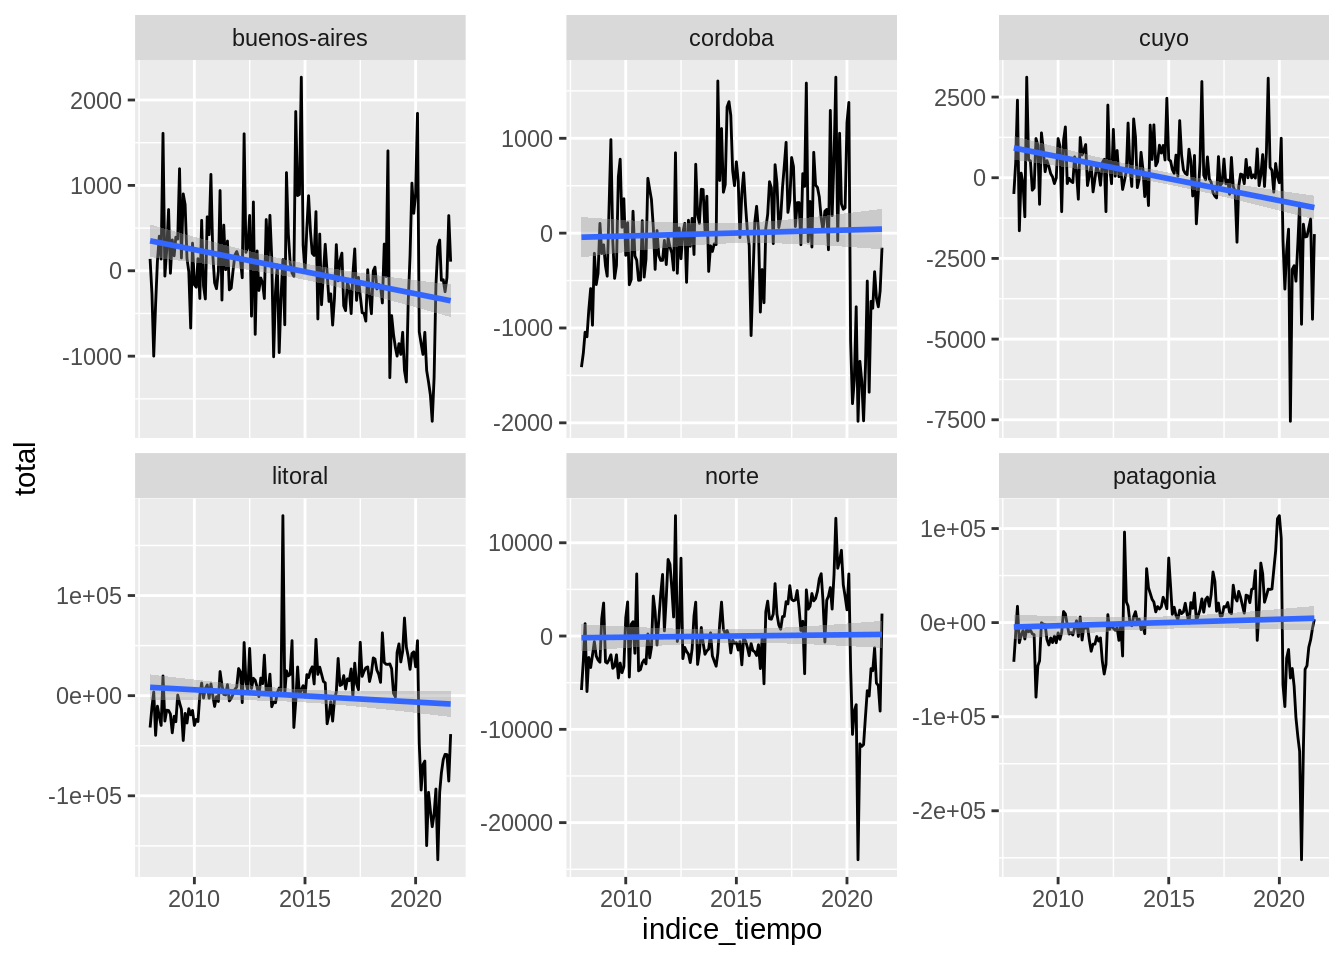 buenos-aires cordoba cuyo
2000
1000
0
-1000
1000
0
-1000
-2000
2500
0
-2500
-5000
-7500
total
litoral norte patagonia
1e+05
0e+00
-1e+05
10000
0
-10000
-20000
1e+05
0e+00
-1e+05
-2e+05
2010 2015 2020 2010 2015 2020 2010 2015 2020
indice_tiempo